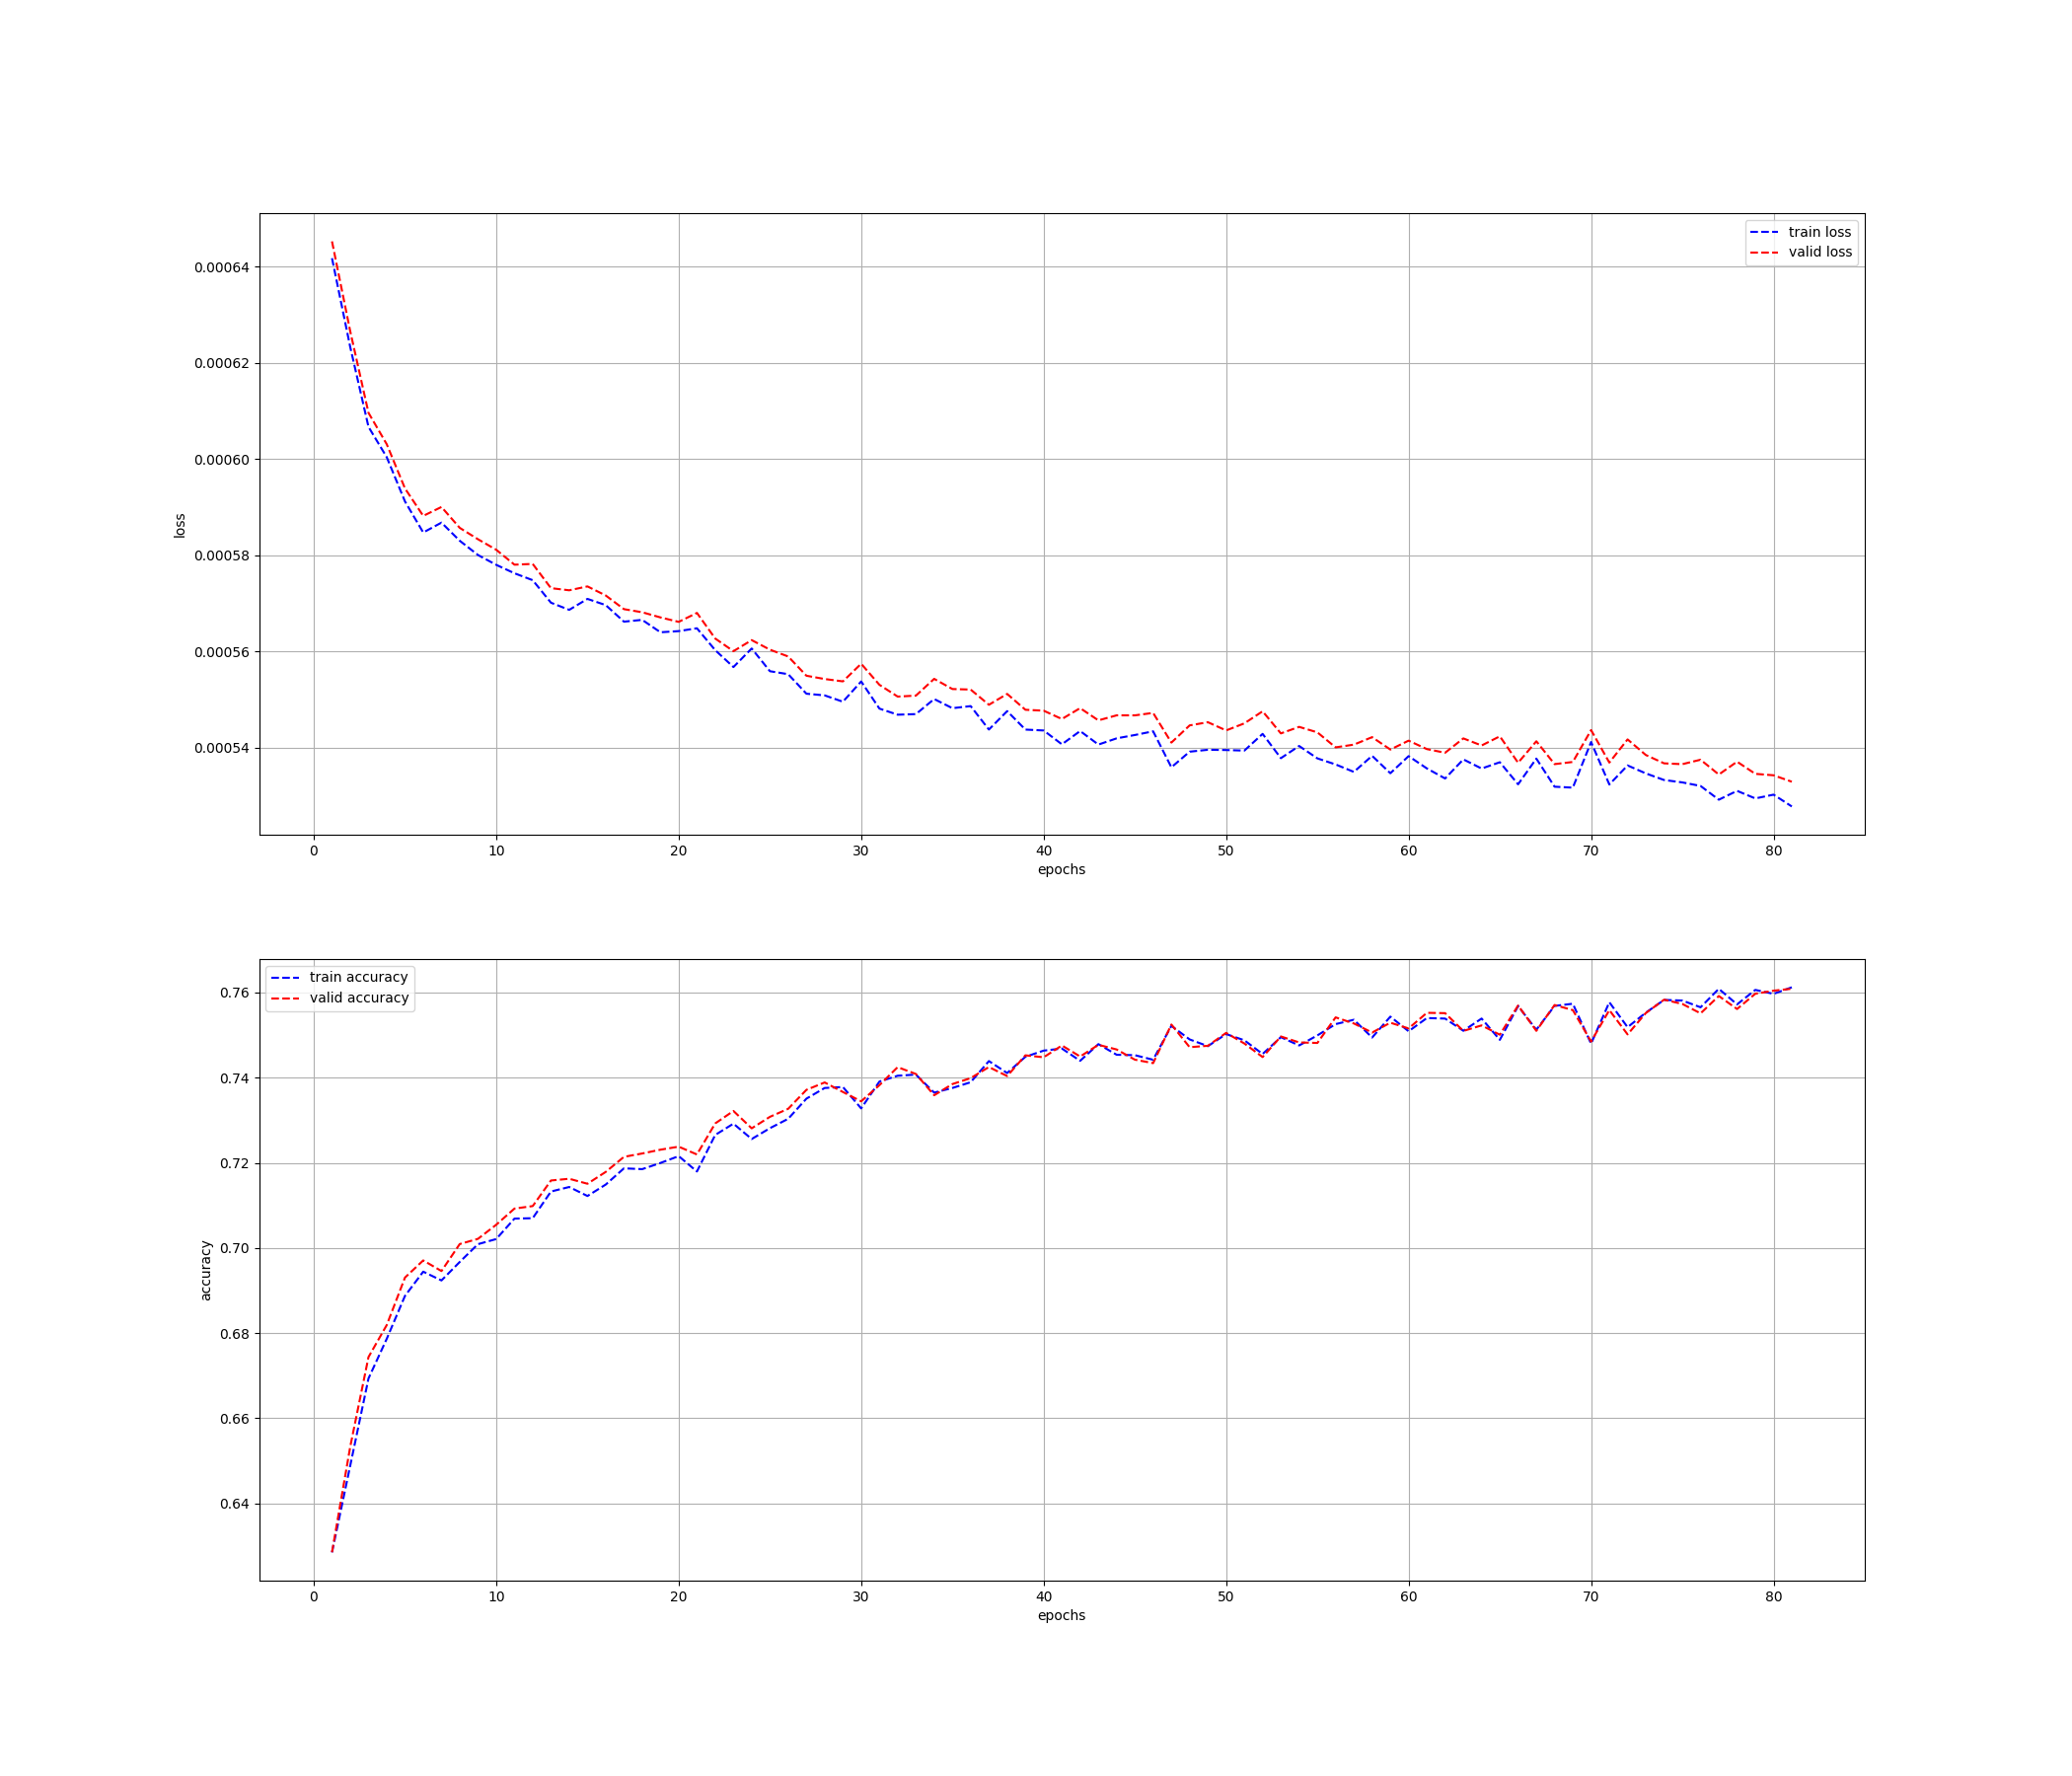 train loss
valid loss
0.00064
0.00062
0.00060
0.00058
0.00056
0.00054
loss
0 10 20 30 40 50 60 70 80
epochs
train accuracy
valid accuracy
0.76
0.74
0.72
0.70
0.68
0.66
0.64
accuracy
0 10 20 30 40 50 60 70 80
epochs